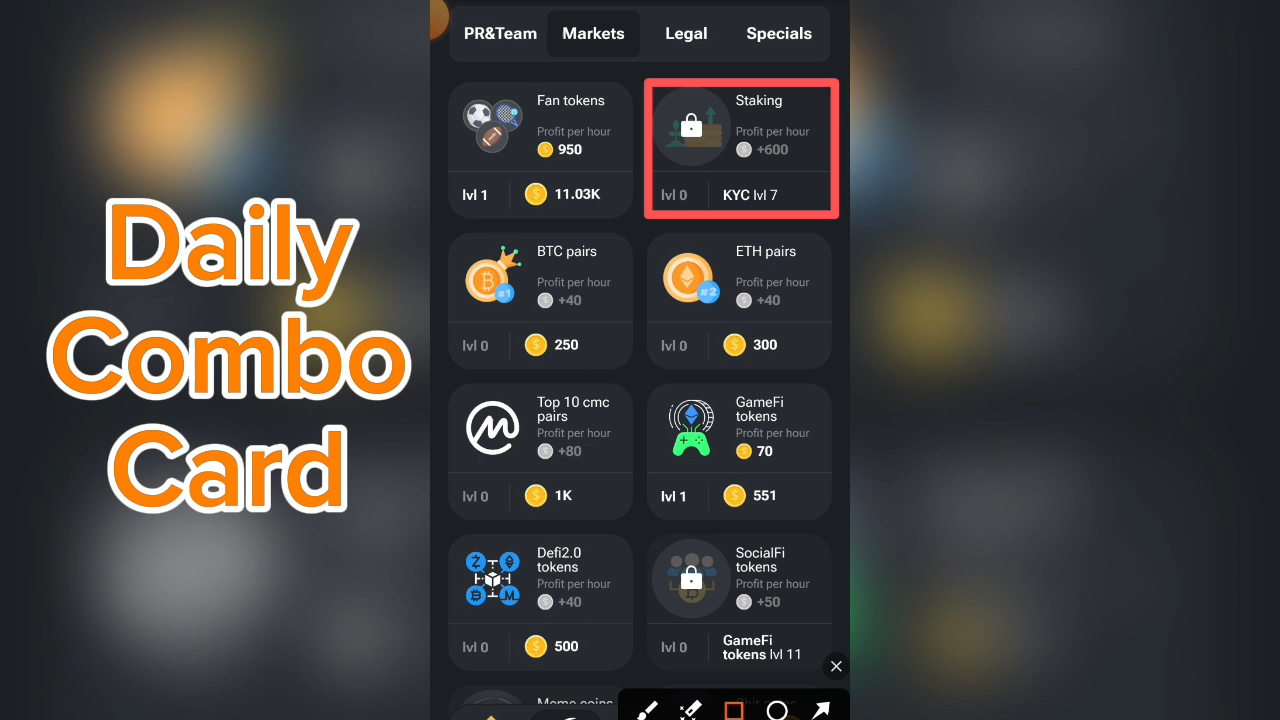 Daily
Combo
Card
PR&Team
Markets
Legal
Specials
Fan tokens
Profit per hour
950
lvl 1
11.03K
Staking
Profit per hour
+600
lvl 0
KYC lvl 7
BTC pairs
#1
Profit per hour
+40
lvl 0
250
ETH pairs
#2
Profit per hour
+40
lvl 0
300
Top 10 cmc
pairs
Profit per hour
+80
lvl 0
1K
GameFi
tokens
Profit per hour
70
lvl 1
551
Defi2.0
tokens
Profit per hour
+40
lvl 0
500
SocialFi
tokens
Profit per hour
+50
lvl 0
GameFi
tokens lvl 11
Meme coins